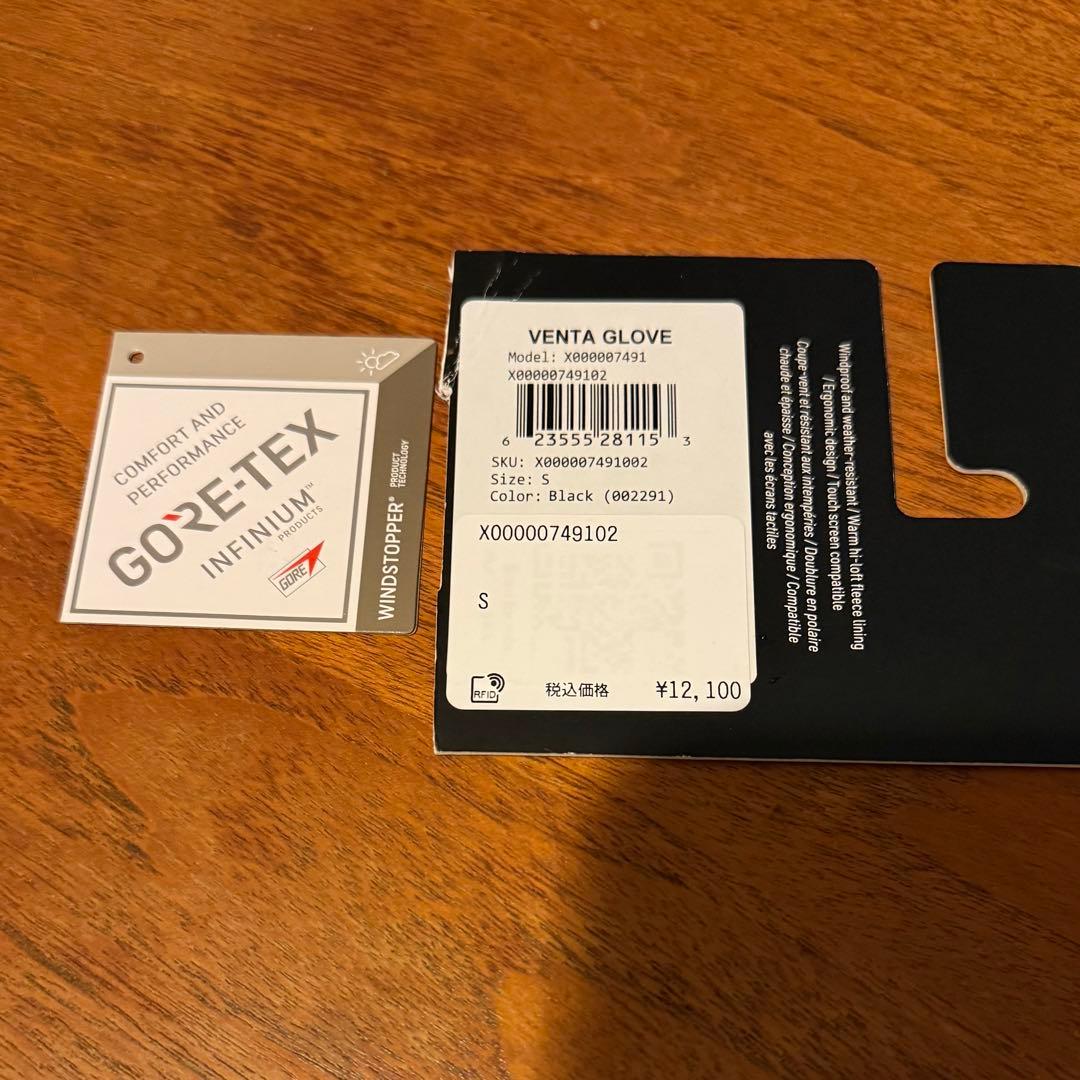 COMFORT AND
PERFORMANCE
GORE-TEX
INFINIUM™
PRODUCTS
GORE
WINDSTOPPER®
PRODUCT
TECHNOLOGY
VENTA GLOVE
Model: X000007491
X00000749102
6 23555 28115 3
SKU: X000007491002
Size: S
Color: Black (002291)
X00000749102
S
RFID
税込価格 ¥12,100
Windproof and weather-resistant / Warm hi-loft fleece lining
/ Ergonomic design / Touch screen compatible
Coupe-vent et résistant aux intempéries / Doublure en polaire
chaude et épaisse / Conception ergonomique / Compatible
avec les écrans tactiles